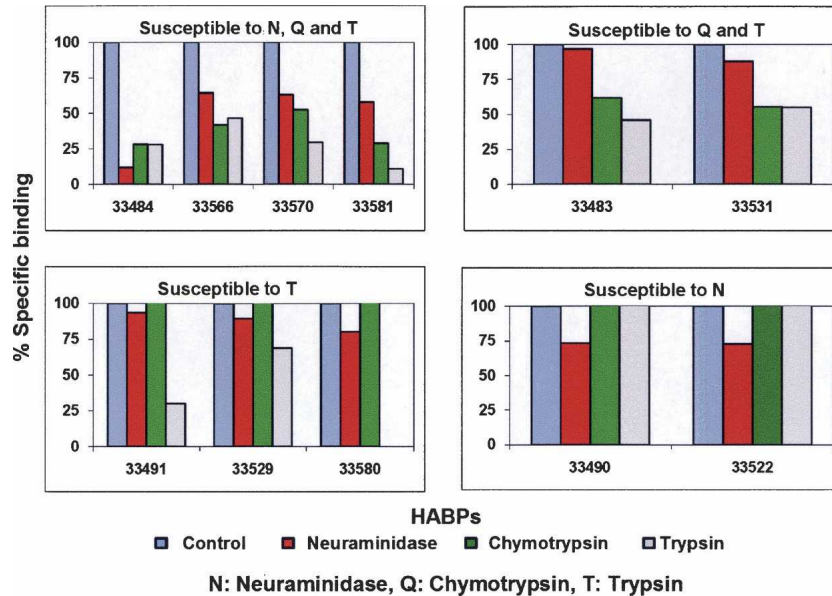 Susceptible to N, Q and T
100
75
50
25
0
33484 33566 33570 33581
Susceptible to Q and T
100
75
50
25
0
33483 33531
% Specific binding
Susceptible to T
100
75
50
25
0
33491 33529 33580
Susceptible to N
100
75
50
25
0
33490 33522
HABPs
Control Neuraminidase Chymotrypsin Trypsin
N: Neuraminidase, Q: Chymotrypsin, T: Trypsin